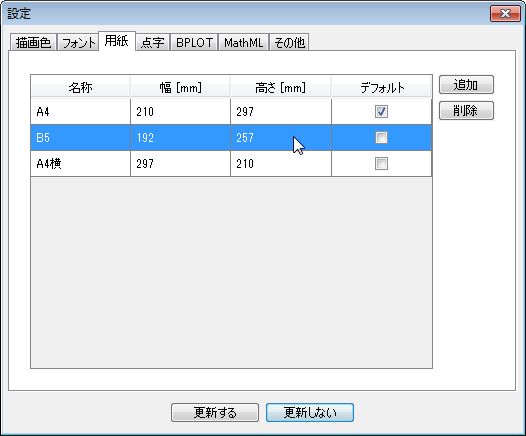 設定
描画色 フォント 用紙 点字 BPLOT MathML その他
名称 幅 [mm] 高さ [mm] デフォルト 追加
A4 210 297 削除
B5 192 257
A4横 297 210
更新する 更新しない